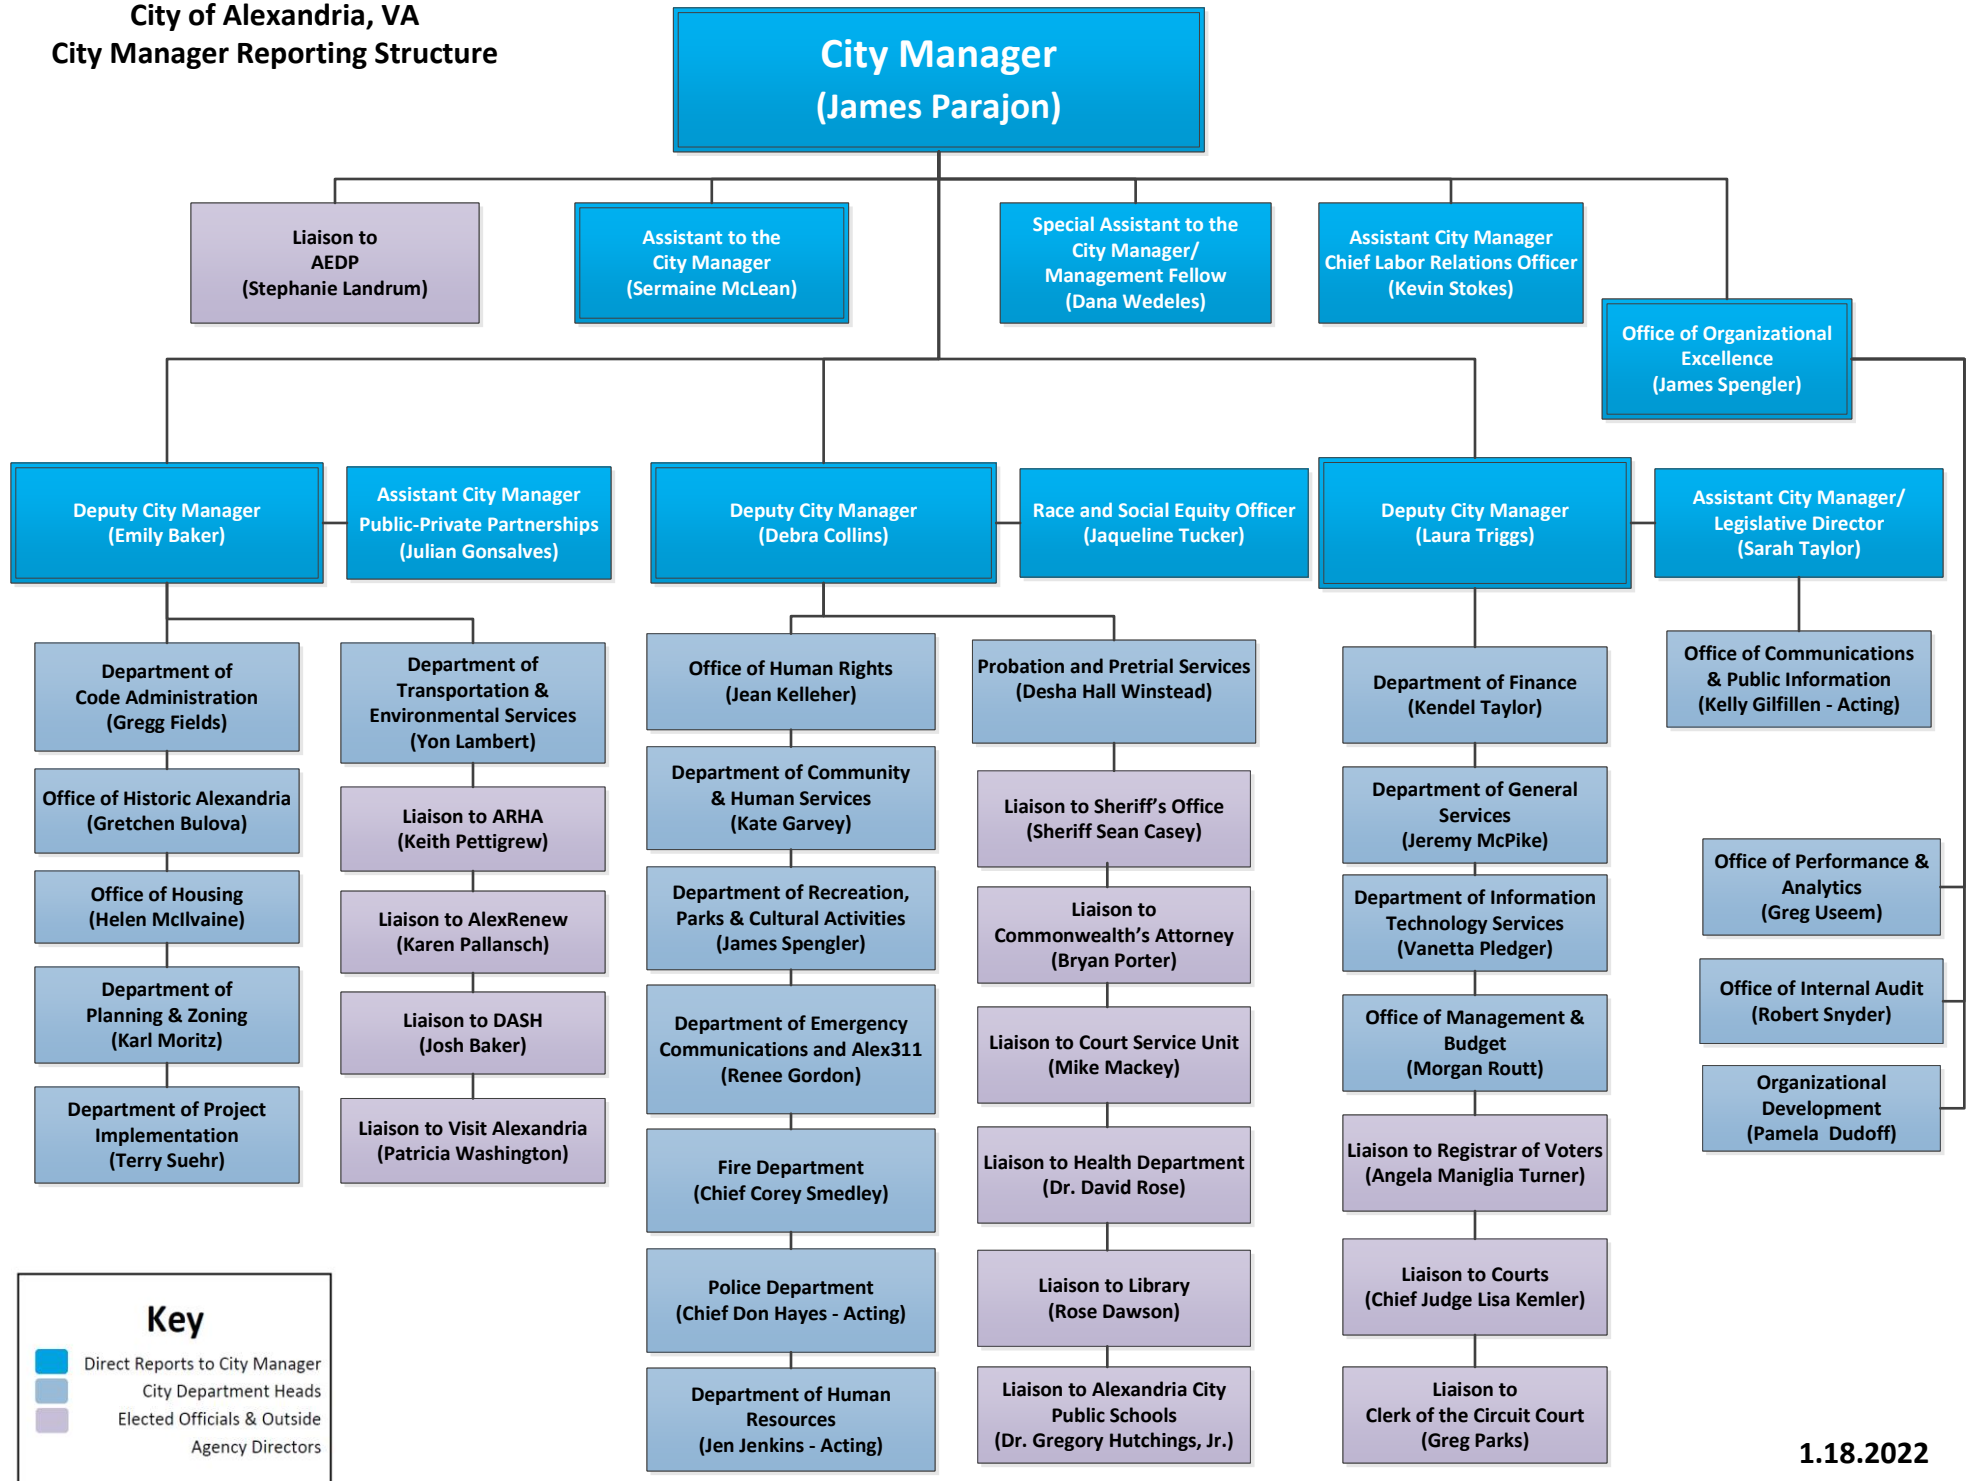 City of Alexandria, VA
City Manager Reporting Structure
City Manager
(James Parajon)
Liaison to
AEDP
(Stephanie Landrum)
Assistant to the
City Manager
(Sermaine McLean)
Special Assistant to the
City Manager/
Management Fellow
(Dana Wedeles)
Assistant City Manager
Chief Labor Relations Officer
(Kevin Stokes)
Office of Organizational
Excellence
(James Spengler)
Deputy City Manager
(Emily Baker)
Assistant City Manager
Public-Private Partnerships
(Julian Gonsalves)
Deputy City Manager
(Debra Collins)
Race and Social Equity Officer
(Jaqueline Tucker)
Deputy City Manager
(Laura Triggs)
Assistant City Manager/
Legislative Director
(Sarah Taylor)
Department of
Code Administration
(Gregg Fields)
Office of Historic Alexandria
(Gretchen Bulova)
Office of Housing
(Helen McIlvaine)
Department of
Planning & Zoning
(Karl Moritz)
Department of Project
Implementation
(Terry Suehr)
Department of
Transportation &
Environmental Services
(Yon Lambert)
Liaison to ARHA
(Keith Pettigrew)
Liaison to AlexRenew
(Karen Pallansch)
Liaison to DASH
(Josh Baker)
Liaison to Visit Alexandria
(Patricia Washington)
Office of Human Rights
(Jean Kelleher)
Department of Community
& Human Services
(Kate Garvey)
Department of Recreation,
Parks & Cultural Activities
(James Spengler)
Department of Emergency
Communications and Alex311
(Renee Gordon)
Fire Department
(Chief Corey Smedley)
Police Department
(Chief Don Hayes - Acting)
Department of Human
Resources
(Jen Jenkins - Acting)
Probation and Pretrial Services
(Desha Hall Winstead)
Liaison to Sheriff’s Office
(Sheriff Sean Casey)
Liaison to
Commonwealth’s Attorney
(Bryan Porter)
Liaison to Court Service Unit
(Mike Mackey)
Liaison to Health Department
(Dr. David Rose)
Liaison to Library
(Rose Dawson)
Liaison to Alexandria City
Public Schools
(Dr. Gregory Hutchings, Jr.)
Department of Finance
(Kendel Taylor)
Department of General
Services
(Jeremy McPike)
Department of Information
Technology Services
(Vanetta Pledger)
Office of Management &
Budget
(Morgan Routt)
Liaison to Registrar of Voters
(Angela Maniglia Turner)
Liaison to Courts
(Chief Judge Lisa Kemler)
Liaison to
Clerk of the Circuit Court
(Greg Parks)
Office of Communications
& Public Information
(Kelly Gilfillen - Acting)
Office of Performance &
Analytics
(Greg Useem)
Office of Internal Audit
(Robert Snyder)
Organizational
Development
(Pamela Dudoff)
Key
Direct Reports to City Manager
City Department Heads
Elected Officials & Outside
Agency Directors
1.18.2022